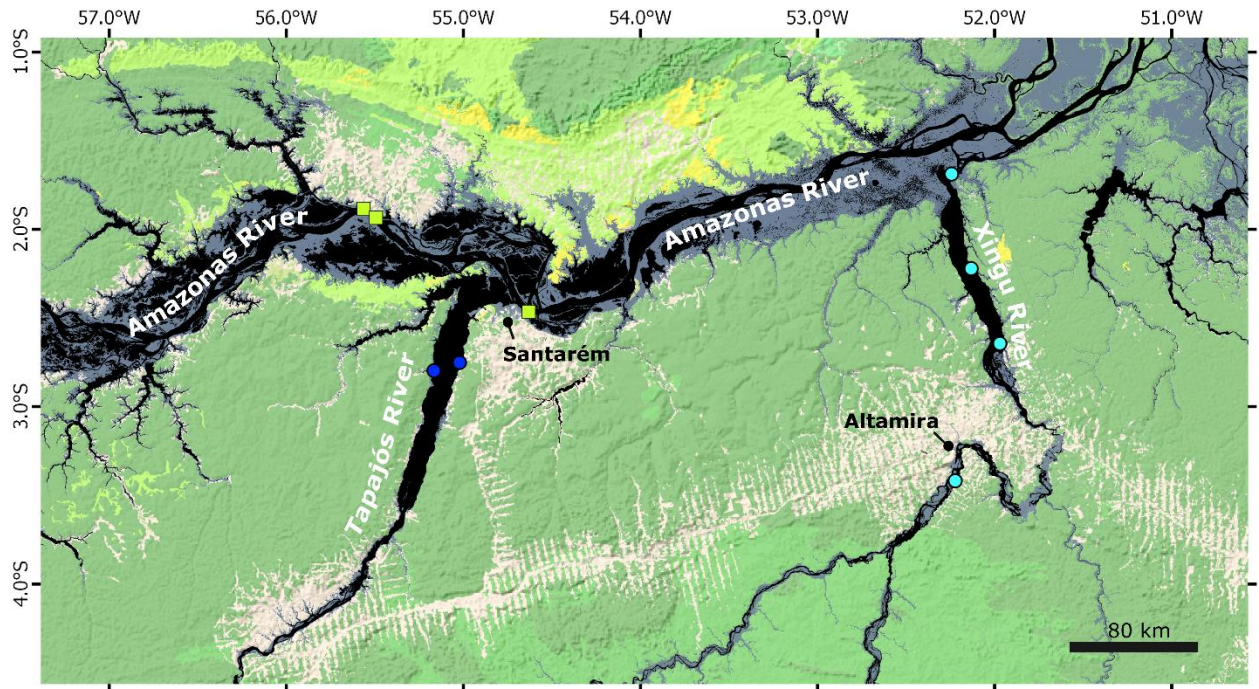 57.0°W 56.0°W 55.0°W 54.0°W 53.0°W 52.0°W 51.0°W
1.0°S
2.0°S
3.0°S
4.0°S
Amazonas River
Amazonas River
Xingu River
Tapajós River
Santarém
Altamira
80 km